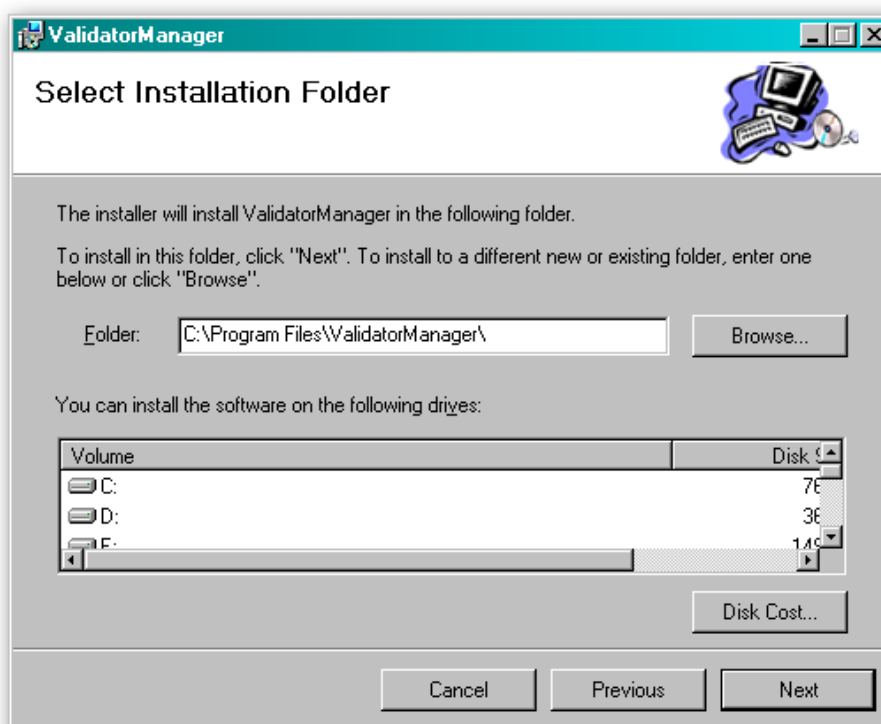 ValidatorManager
Select Installation Folder
The installer will install ValidatorManager in the following folder.
To install in this folder, click "Next". To install to a different new or existing folder, enter one
below or click "Browse".
Folder: C:\Program Files\ValidatorManager\ Browse...
You can install the software on the following drives:
Volume Disk
C:
D:
Disk Cost...
Cancel Previous Next